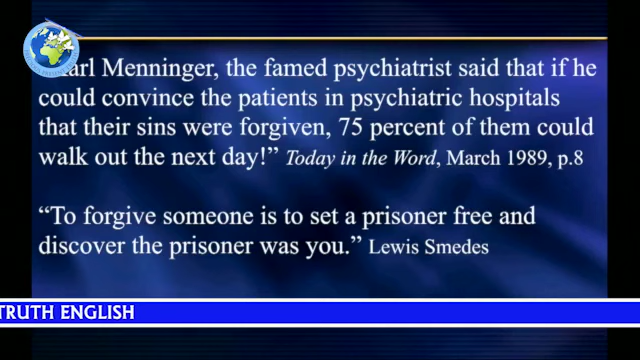 arl Menninger, the famed psychiatrist said that if he
could convince the patients in psychiatric hospitals
that their sins were forgiven, 75 percent of them could
walk out the next day!” Today in the Word, March 1989, p.8
“To forgive someone is to set a prisoner free and
discover the prisoner was you.” Lewis Smedes
TRUTH ENGLISH